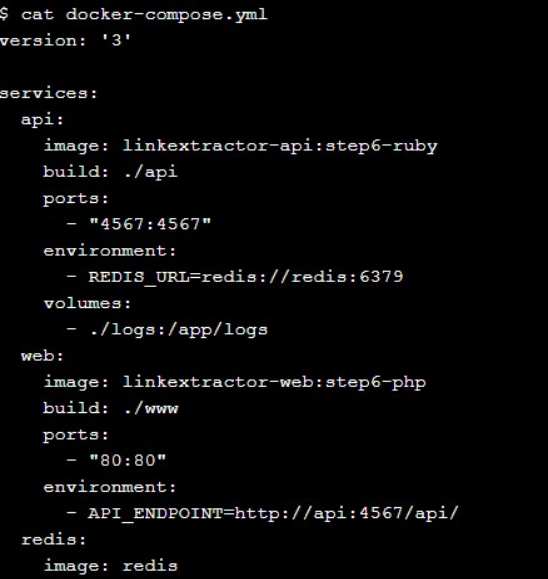 $ cat docker-compose.yml
version: '3'

services:
  api:
    image: linkextractor-api:step6-ruby
    build: ./api
    ports:
      - "4567:4567"
    environment:
      - REDIS_URL=redis://redis:6379
    volumes:
      - ./logs:/app/logs
  web:
    image: linkextractor-web:step6-php
    build: ./www
    ports:
      - "80:80"
    environment:
      - API_ENDPOINT=http://api:4567/api/
  redis:
    image: redis